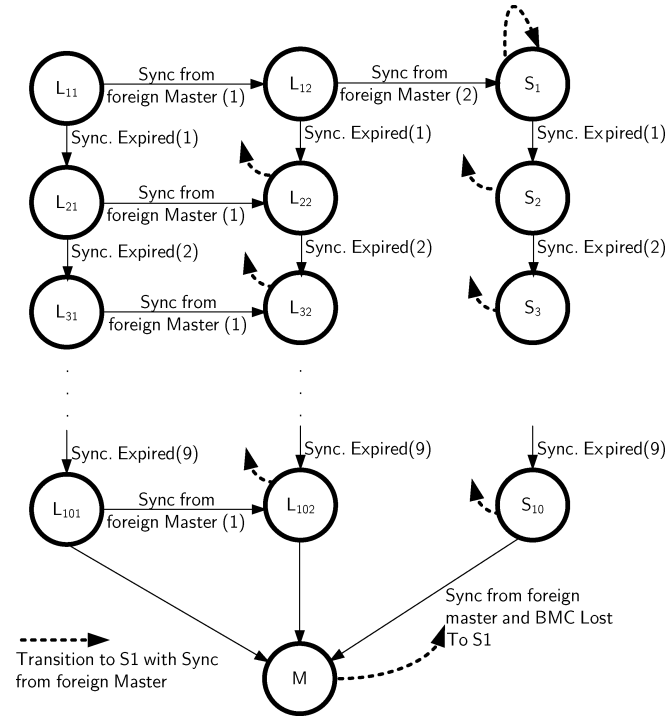 L11
Sync from
foreign Master (1)
L12
Sync from
foreign Master (2)
S1
Sync. Expired(1)
Sync. Expired(1)
Sync. Expired(1)
L21
Sync from
foreign Master (1)
L22
S2
Sync. Expired(2)
Sync. Expired(2)
Sync. Expired(2)
L31
Sync from
foreign Master (1)
L32
S3
Sync. Expired(9)
Sync. Expired(9)
Sync. Expired(9)
L101
Sync from
foreign Master (1)
L102
S10
Sync from foreign
master and BMC Lost
To S1
Transition to S1 with Sync
from foreign Master
M